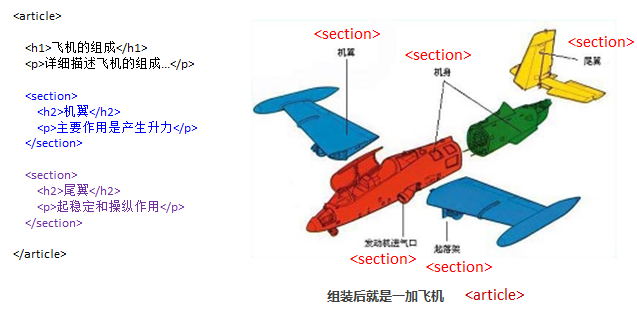 <article>
<h1>飞机的组成</h1>
<p>详细描述飞机的组成...</p>
<section>
<h2>机翼</h2>
<p>主要作用是产生升力</p>
</section>
<section>
<h2>尾翼</h2>
<p>起稳定和操纵作用</p>
</section>
</article>
<section>
机翼
<section>
机身
<section>
尾翼
发动机进气口
<section>
起落架
<section>
组装后就是一加飞机 <article>